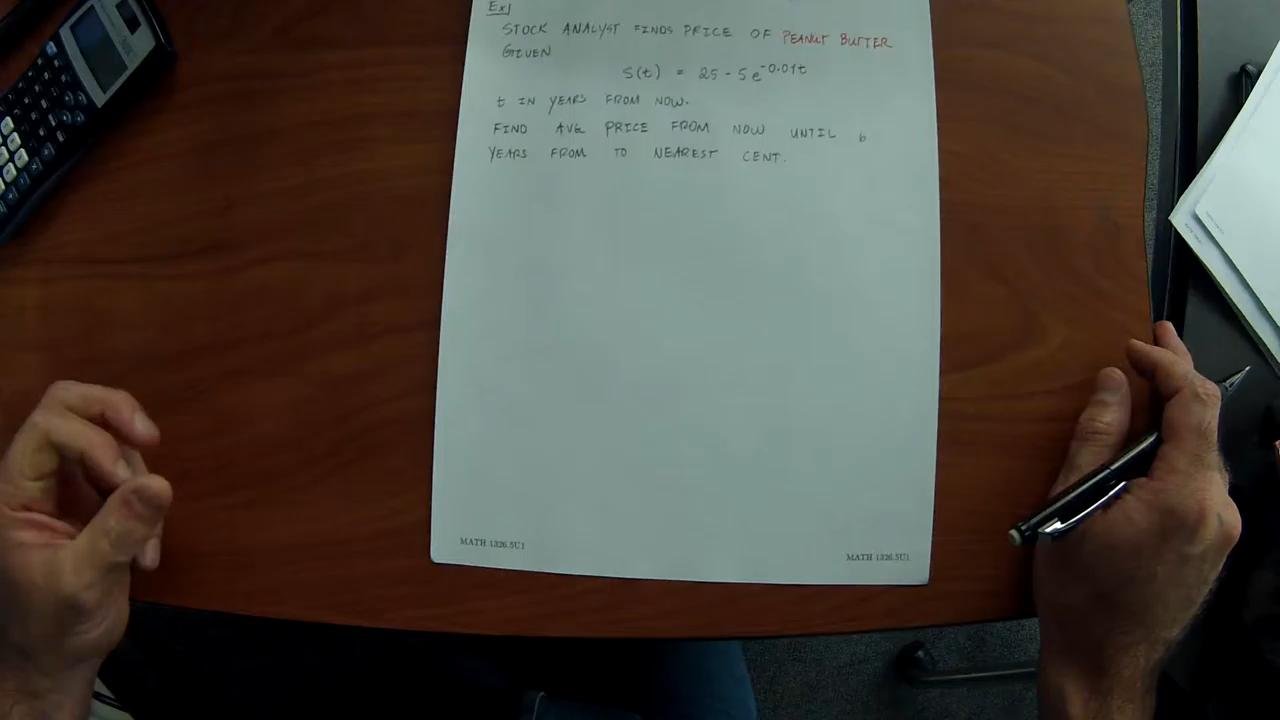 Ex1
STOCK ANALYST FINDS PRICE OF PEANUT BUTTER
GIVEN
S(t) = 25 - 5e^-0.01t
t IN YEARS FROM NOW.
FIND AVG PRICE FROM NOW UNTIL 6
YEARS FROM TO NEAREST CENT.
MATH 1326.5U1
MATH 1326.5U1